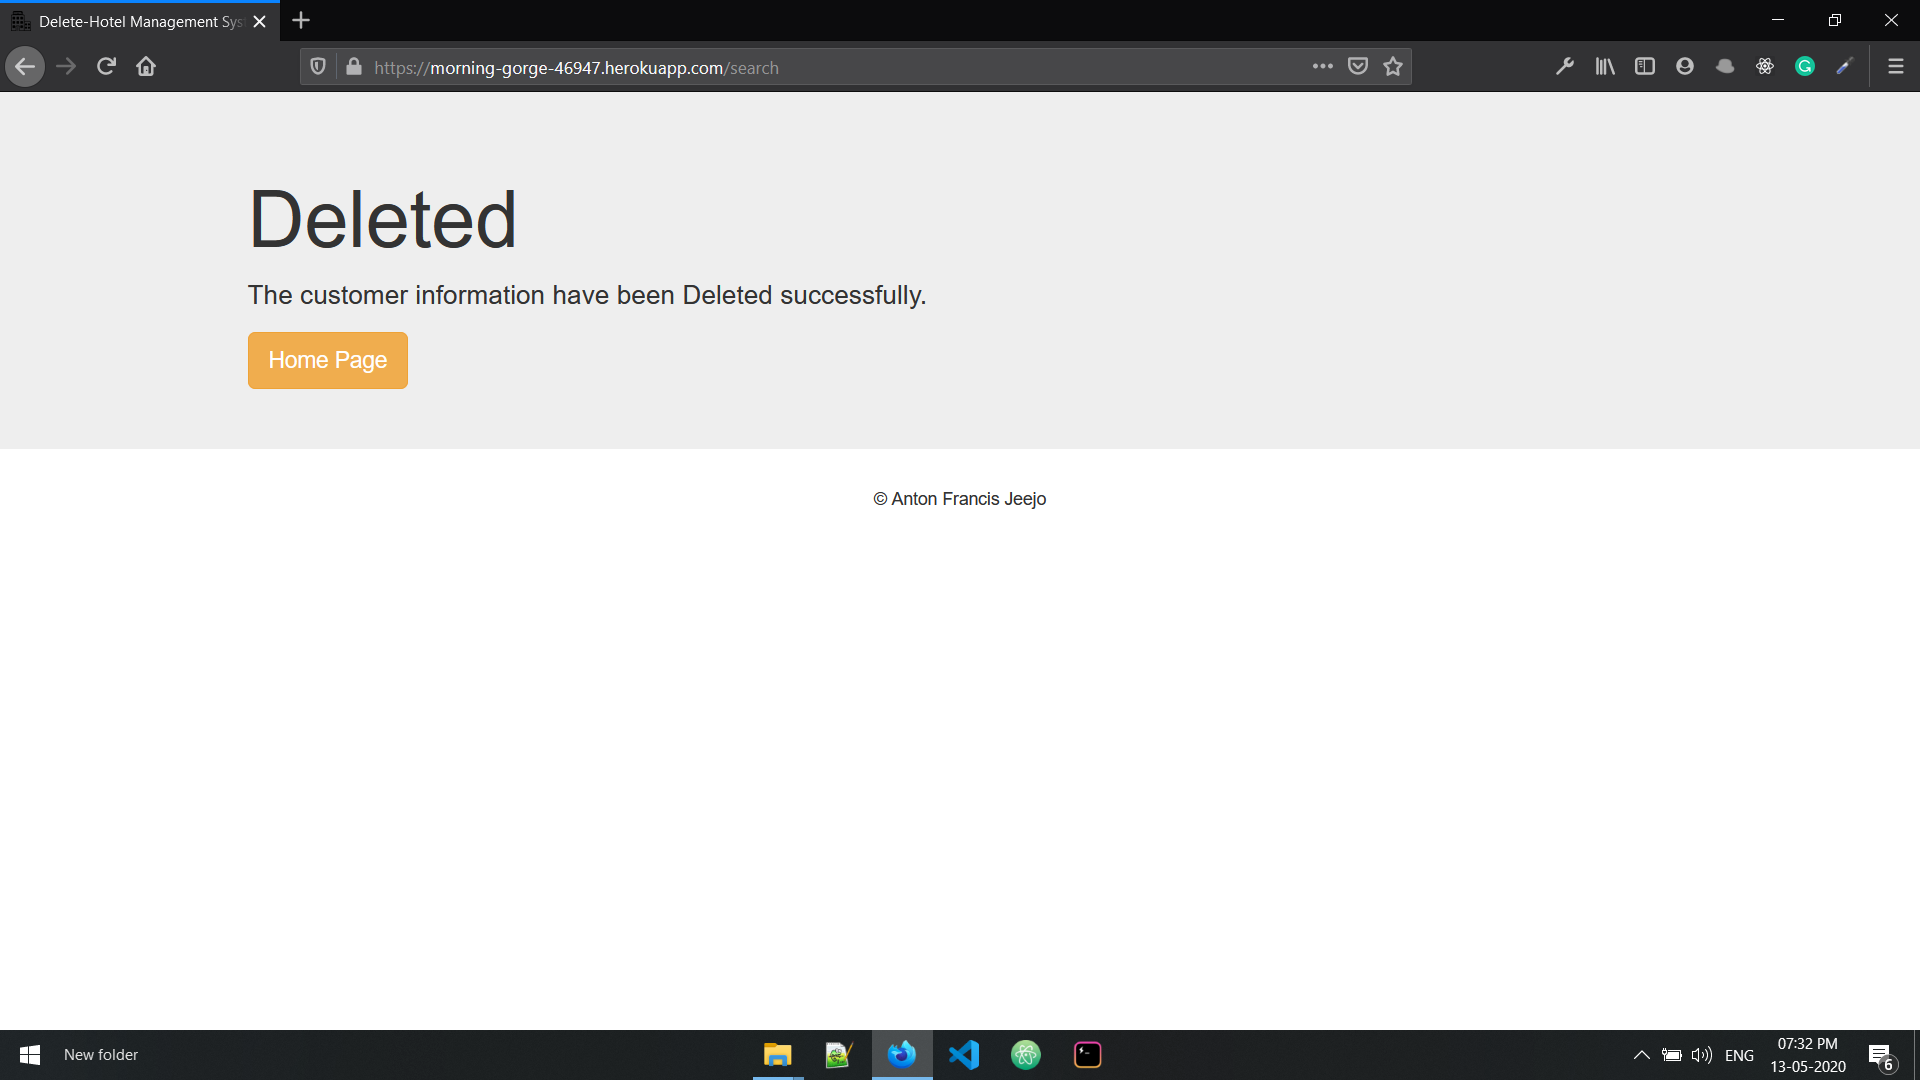 Delete-Hotel Management Sys
https://morning-gorge-46947.herokuapp.com/search
Deleted
The customer information have been Deleted successfully.
Home Page
© Anton Francis Jeejo
New folder
ENG
07:32 PM
13-05-2020
6